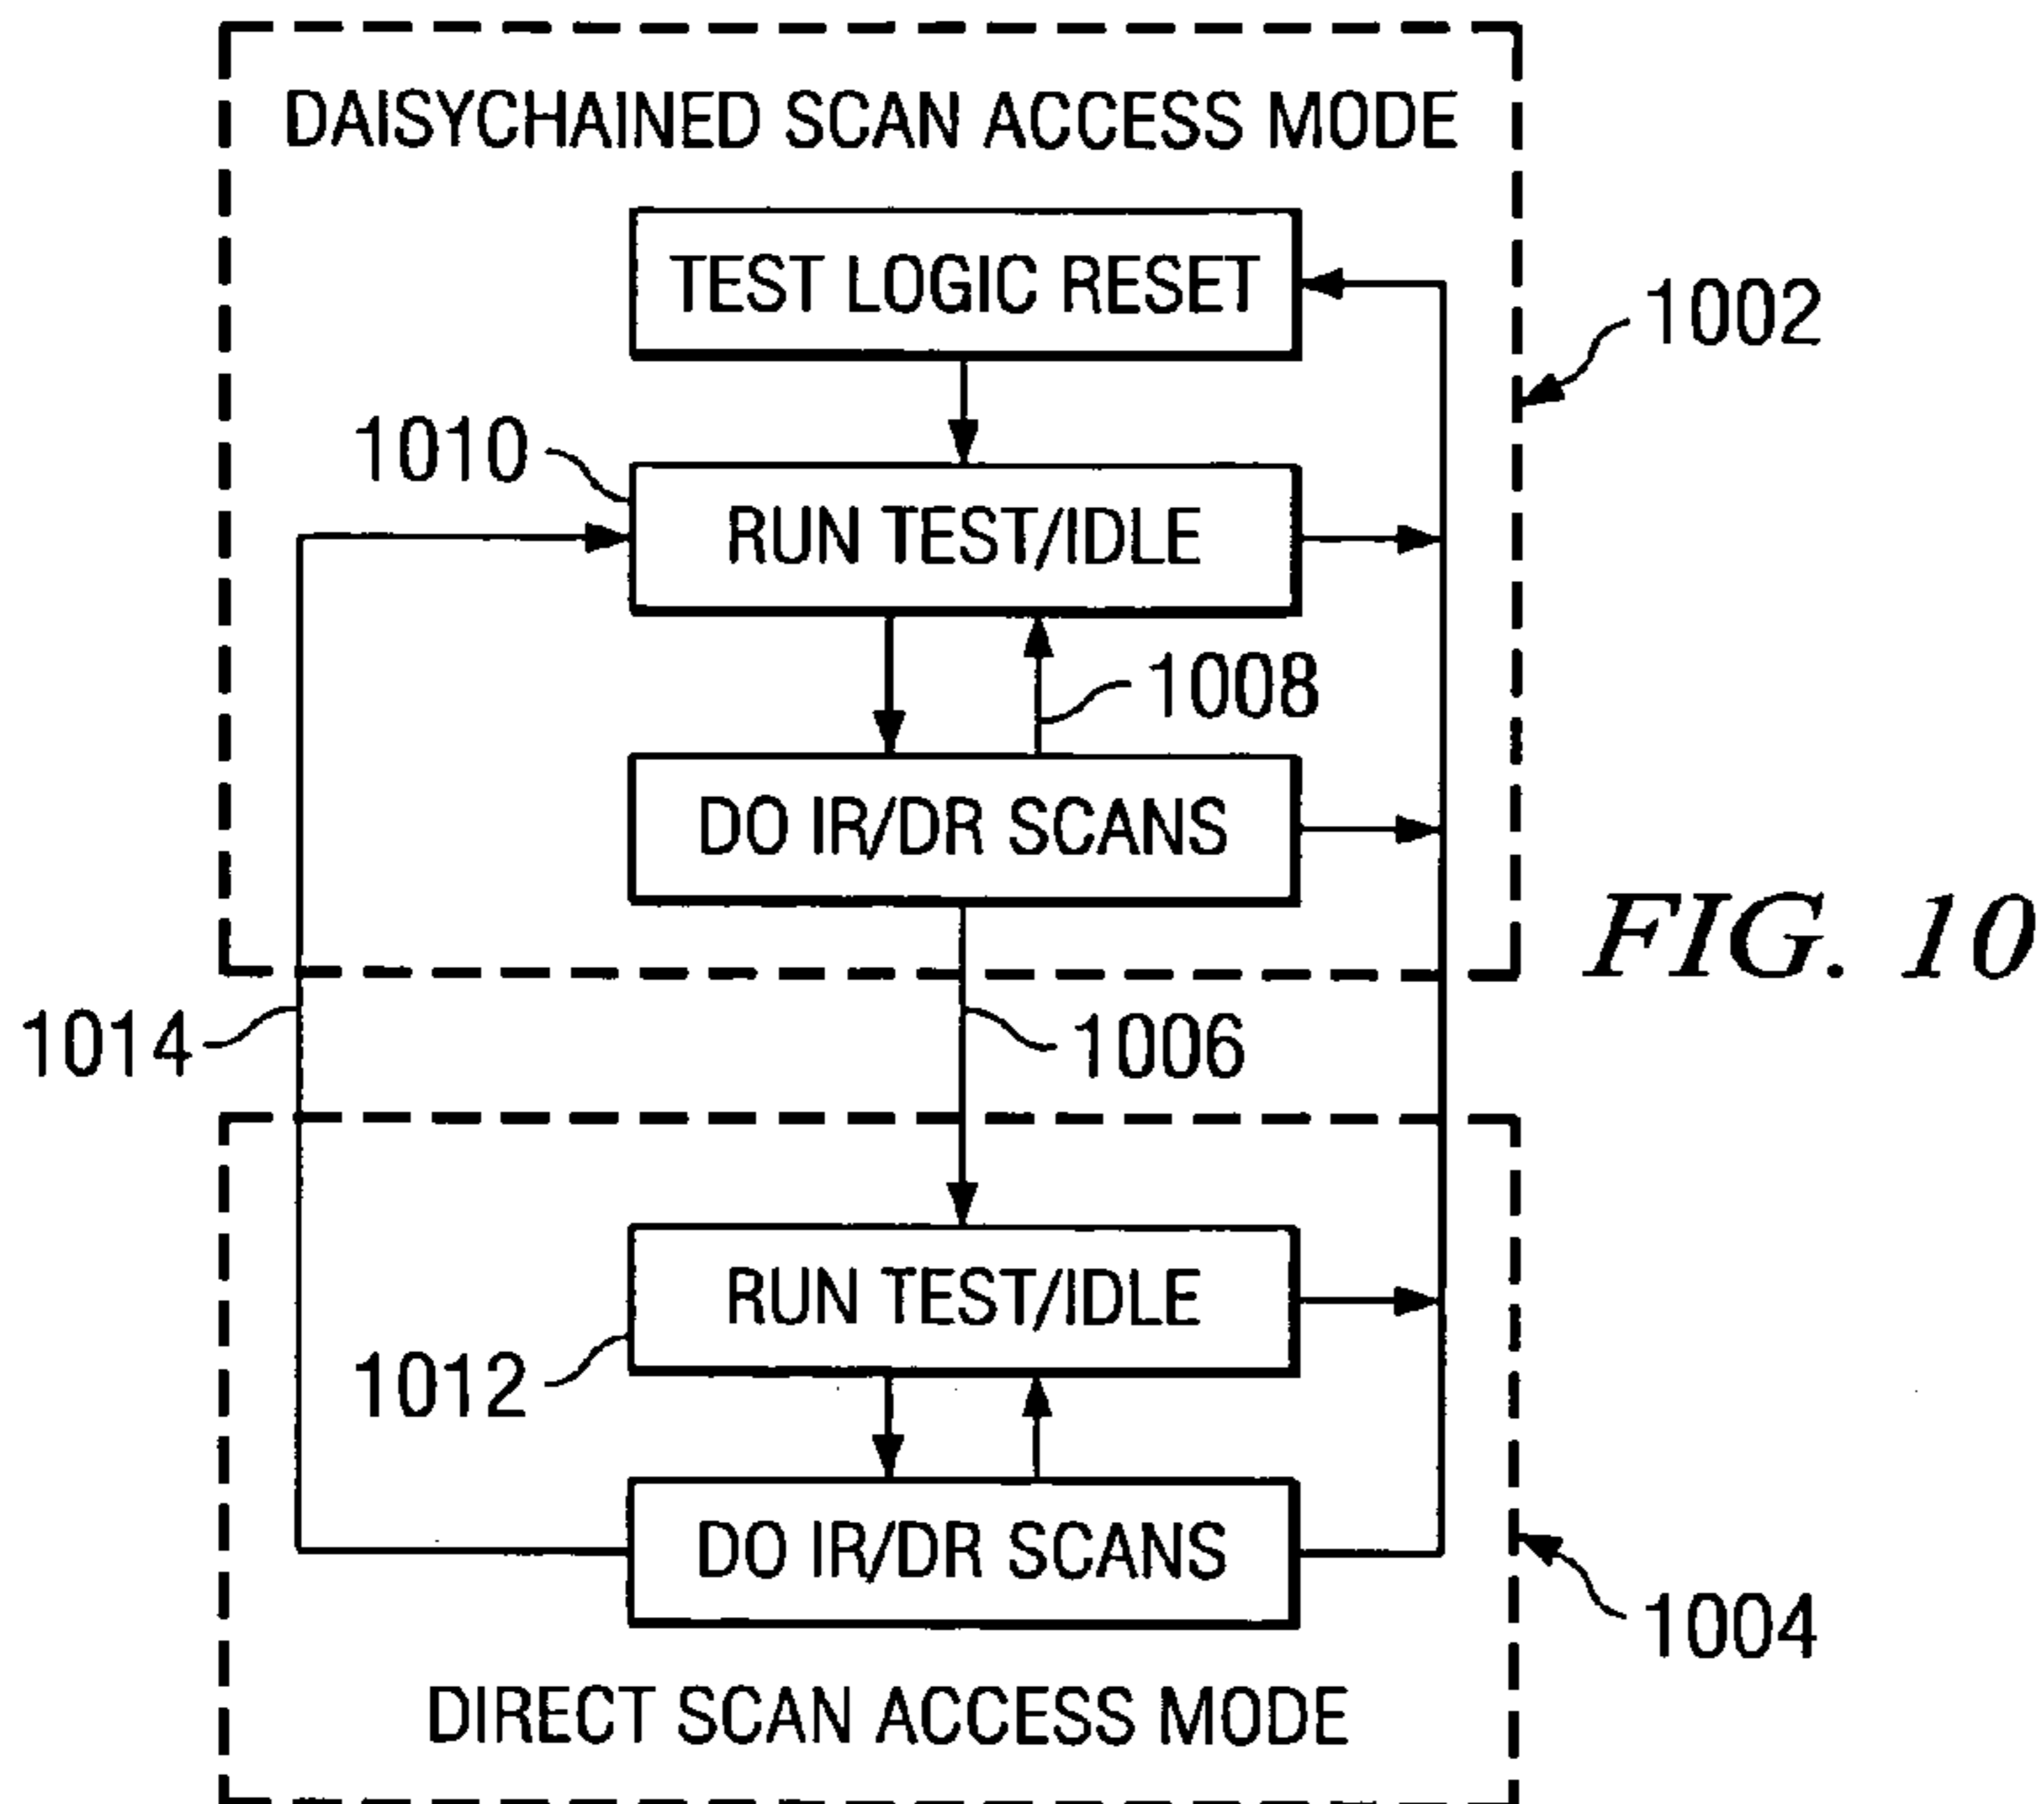 DAISYCHAINED SCAN ACCESS MODE
TEST LOGIC RESET
1002
1010
RUN TEST/IDLE
1008
DO IR/DR SCANS
FIG. 10
1014
1006
RUN TEST/IDLE
1012
DO IR/DR SCANS
1004
DIRECT SCAN ACCESS MODE